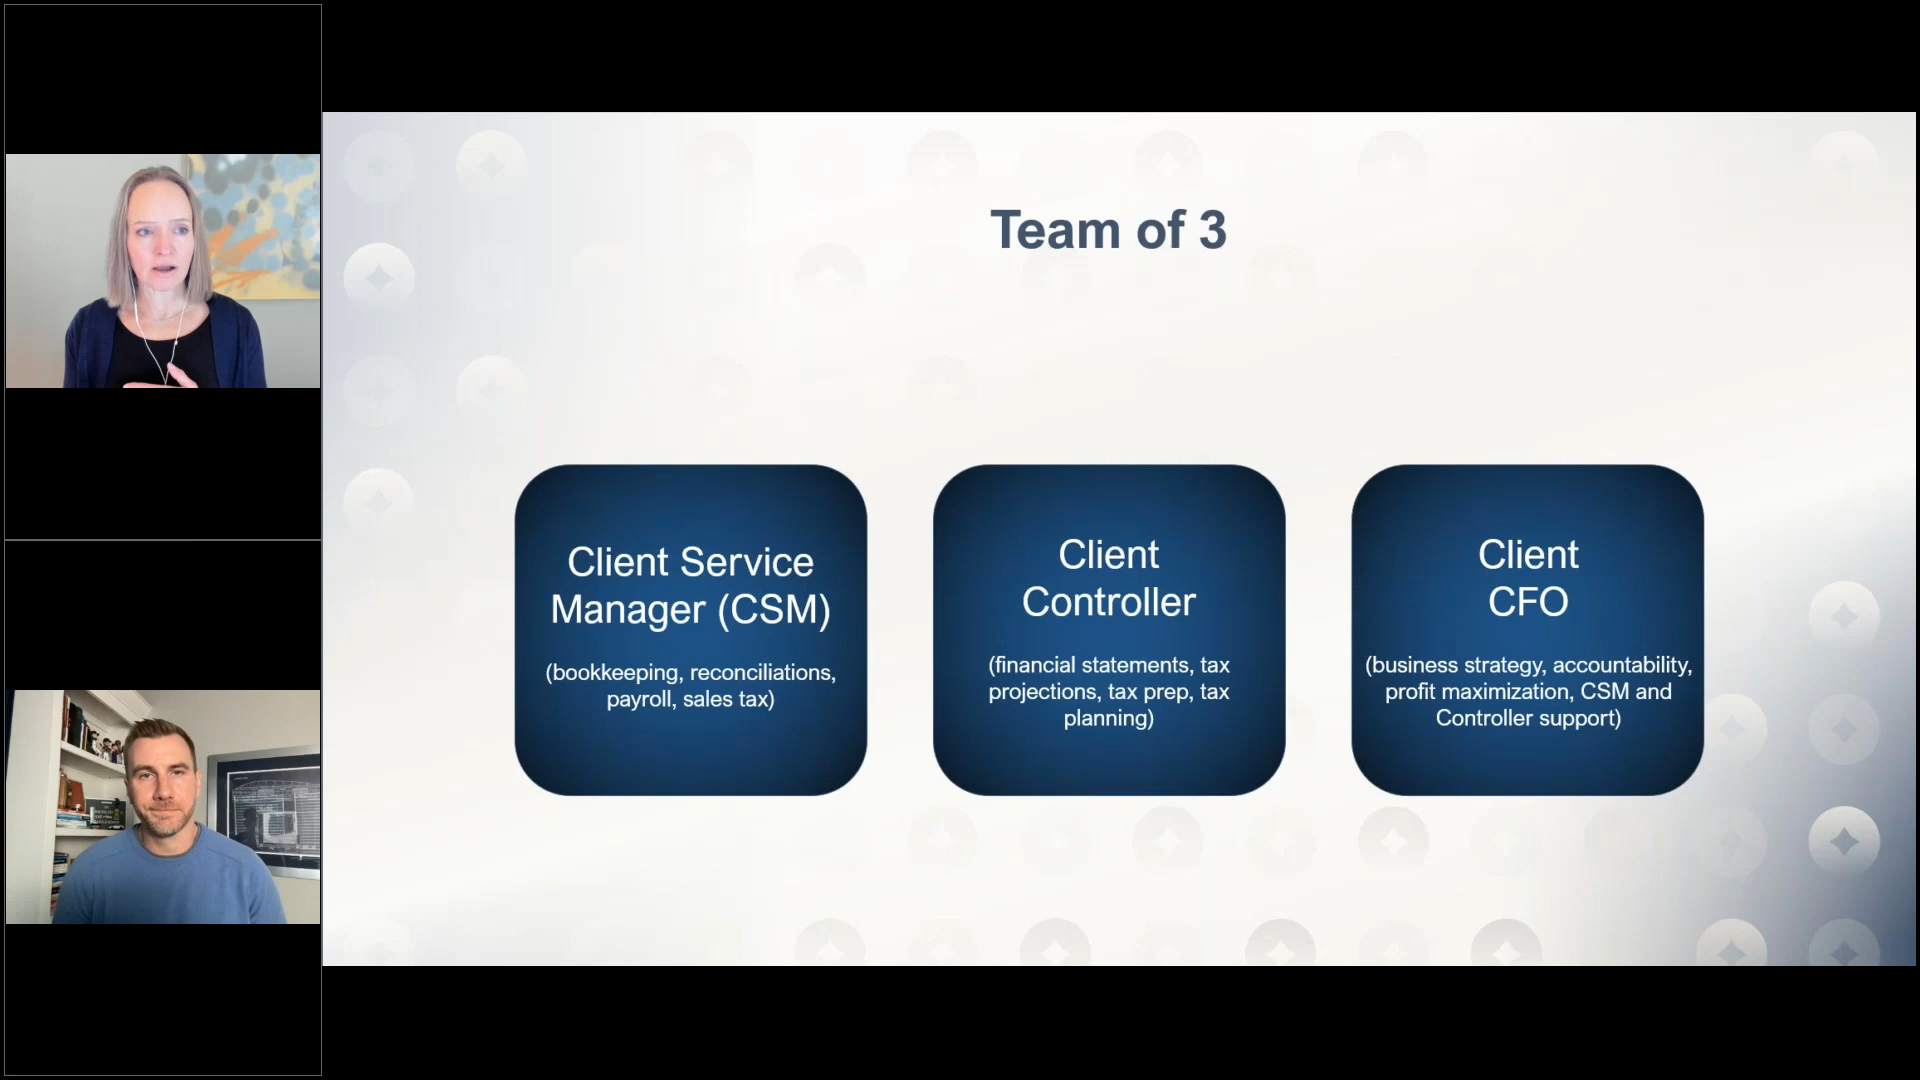 Team of 3
Client Service
Manager (CSM)
(bookkeeping, reconciliations,
payroll, sales tax)
Client
Controller
(financial statements, tax
projections, tax prep, tax
planning)
Client
CFO
(business strategy, accountability,
profit maximization, CSM and
Controller support)